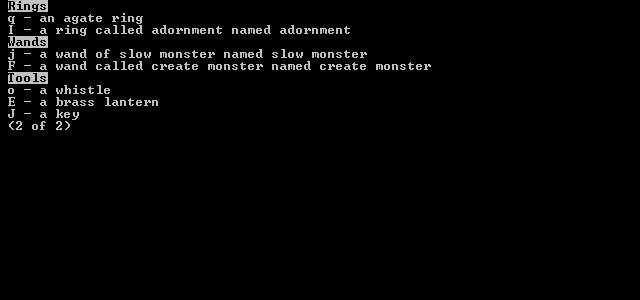 Rings
q - an agate ring
I - a ring called adornment named adornment
Wands
j - a wand of slow monster named slow monster
F - a wand called create monster named create monster
Tools
o - a whistle
E - a brass lantern
J - a key
(2 of 2)